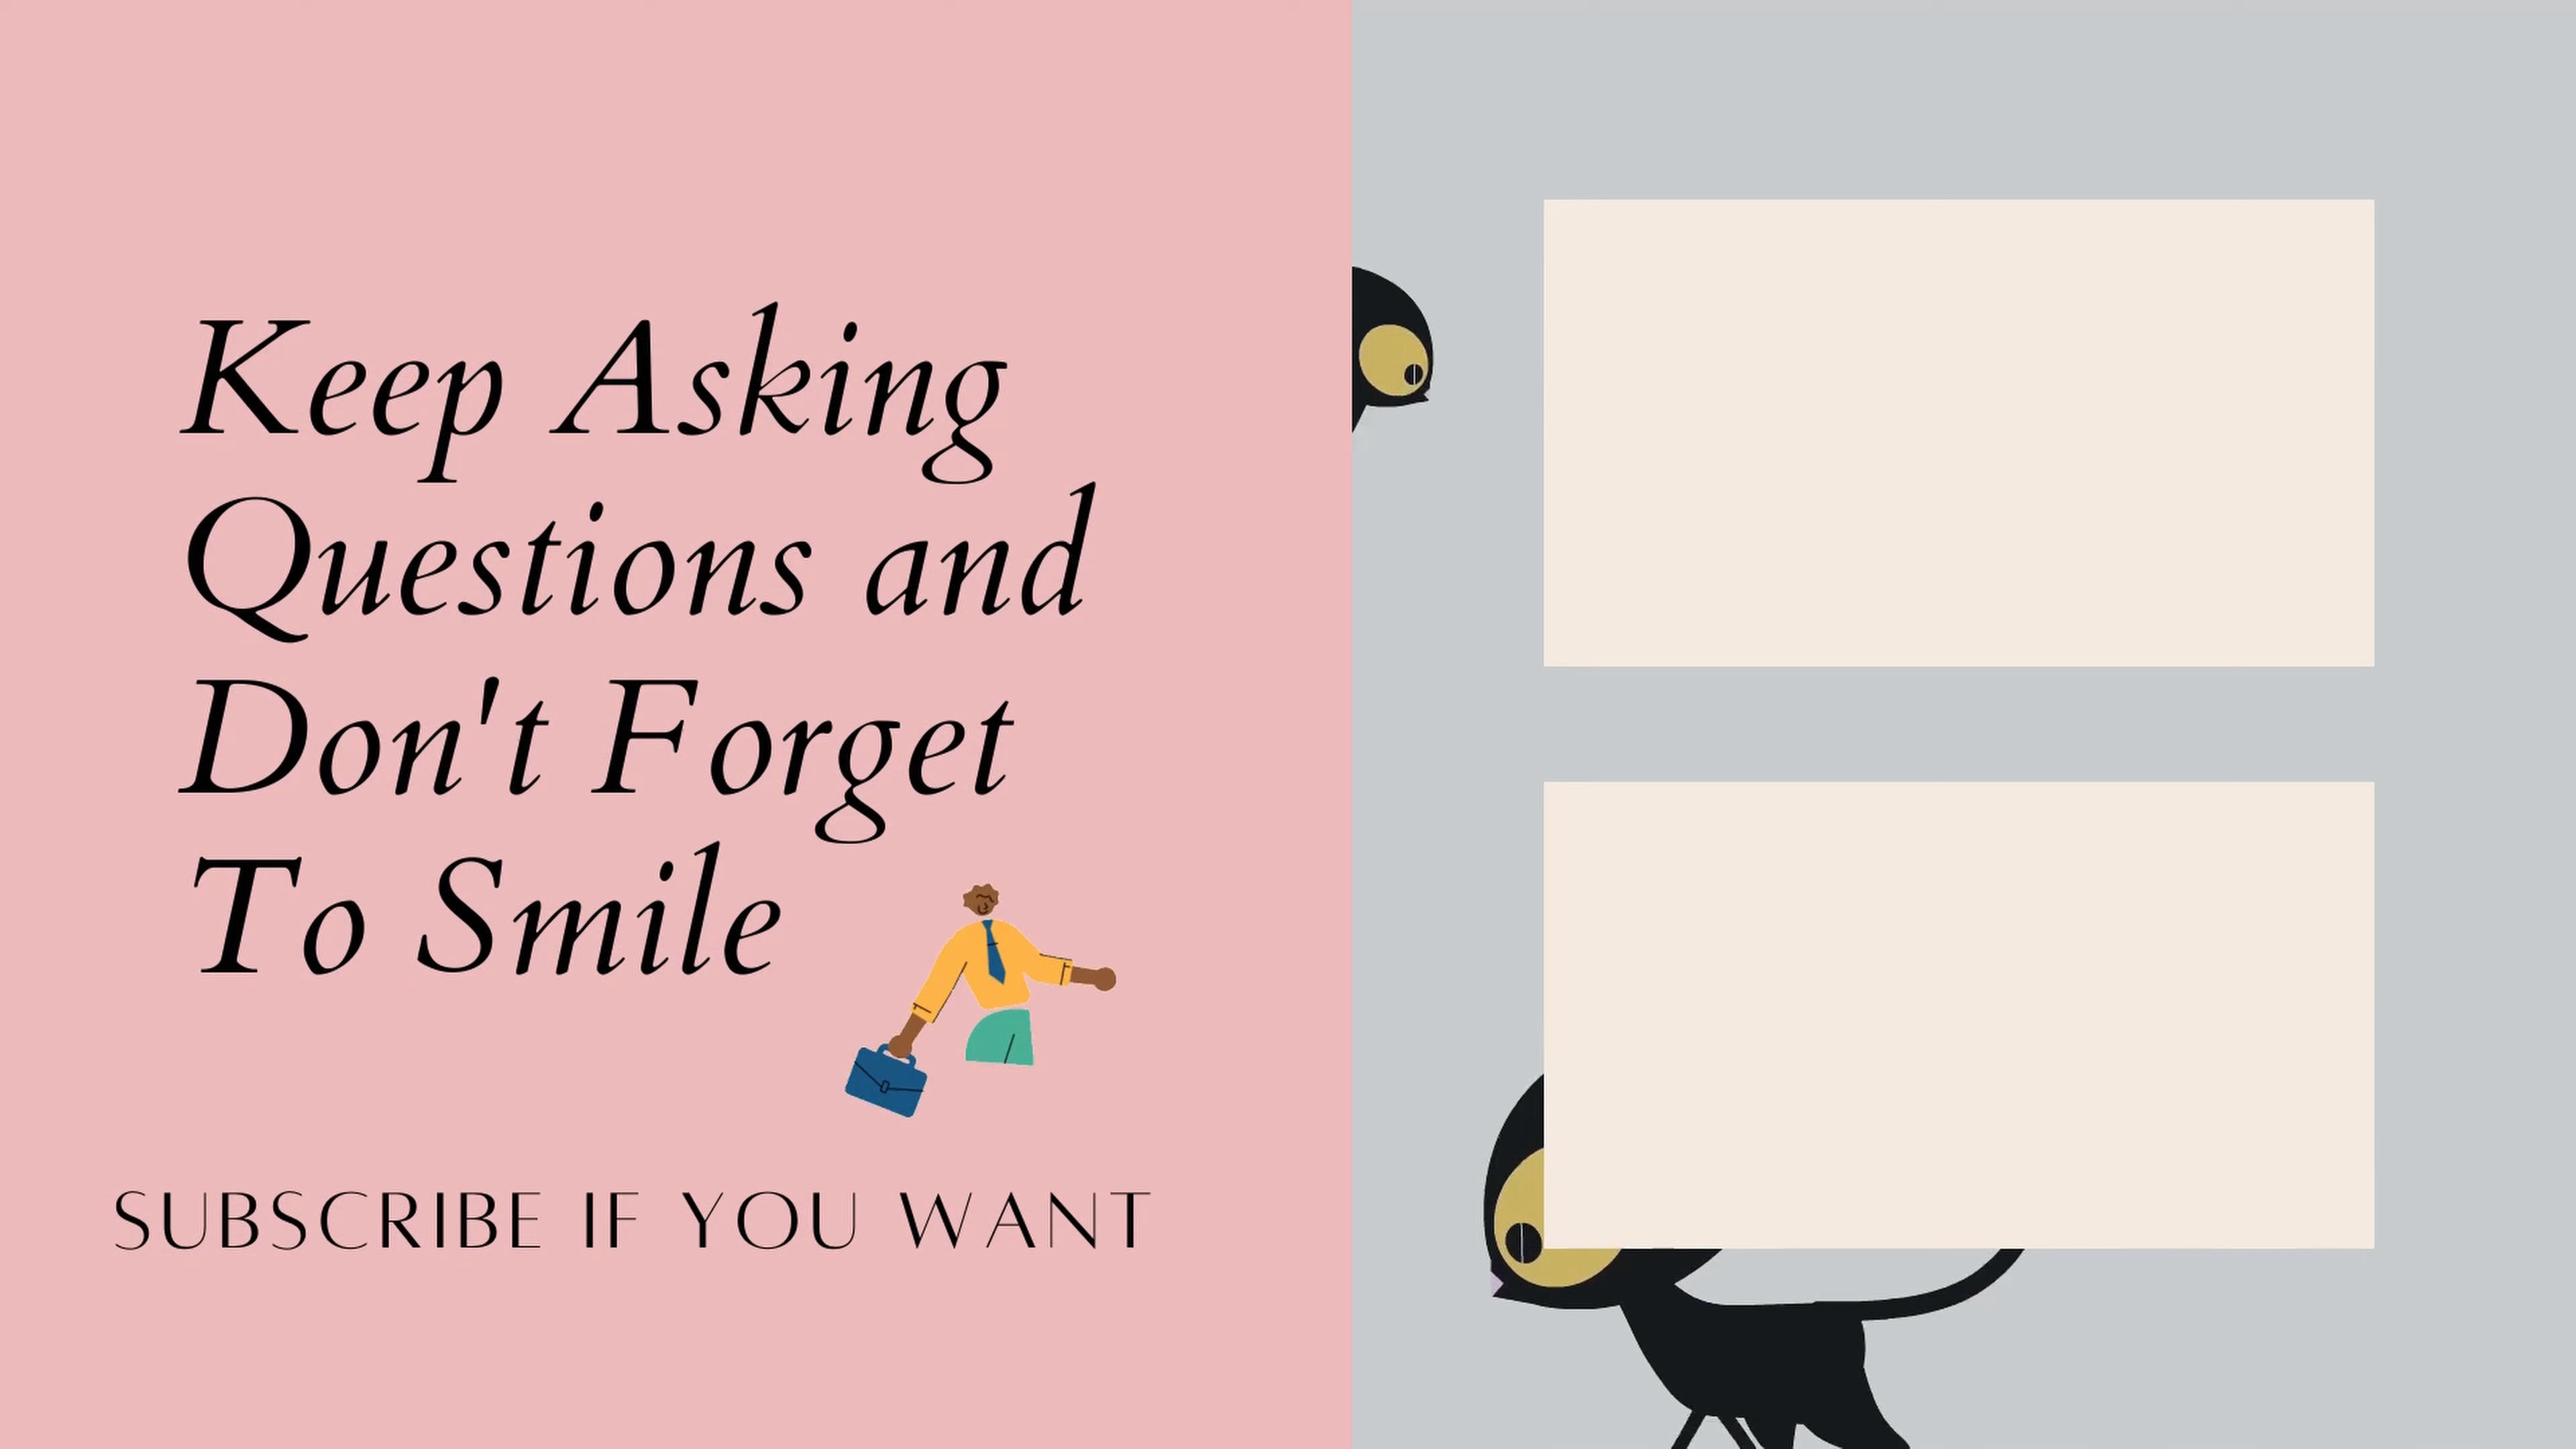 Keep Asking
Questions and
Don't Forget
To Smile
SUBSCRIBE IF YOU WANT